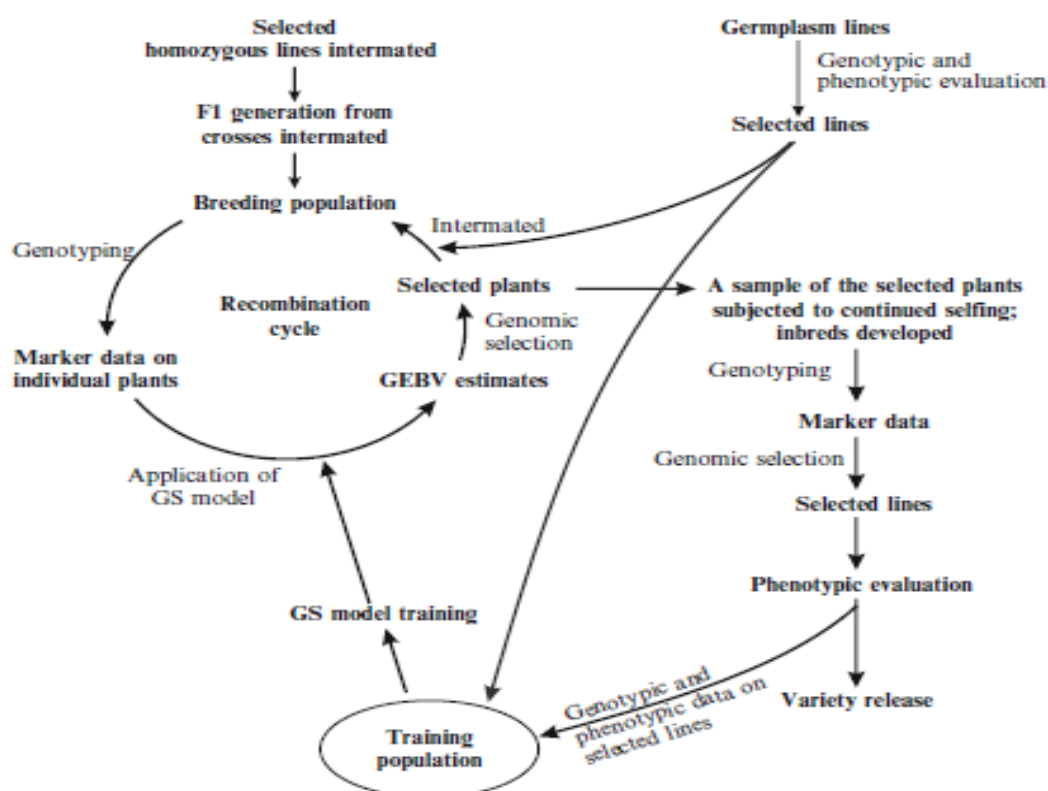 Selected
homozygous lines intermated
F1 generation from
crosses intermated
Breeding population
Genotyping
Marker data on
individual plants
Recombination
cycle
Application of
GS model
GEBV estimates
Genomic
selection
Selected plants
Intermated
Germplasm lines
Genotypic and
phenotypic evaluation
Selected lines
A sample of the selected plants
subjected to continued selfing;
inbreds developed
Genotyping
Marker data
Genomic selection
Selected lines
Phenotypic evaluation
Variety release
Genotypic and
phenotypic data on
selected lines
GS model training
Training
population